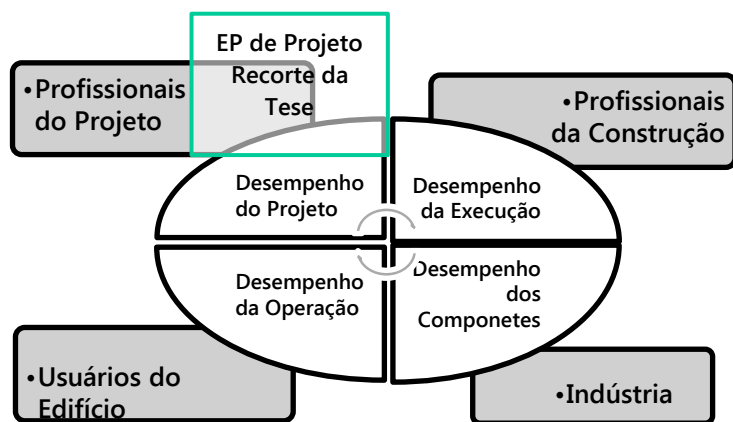 EP de Projeto
Recorte da
Tese
•Profissionais
do Projeto
•Profissionais
da Construção
Desempenho
do Projeto
Desempenho
da Execução
Desempenho
da Operação
Desempenho
dos
Componetes
•Usuários do
Edifício
•Indústria